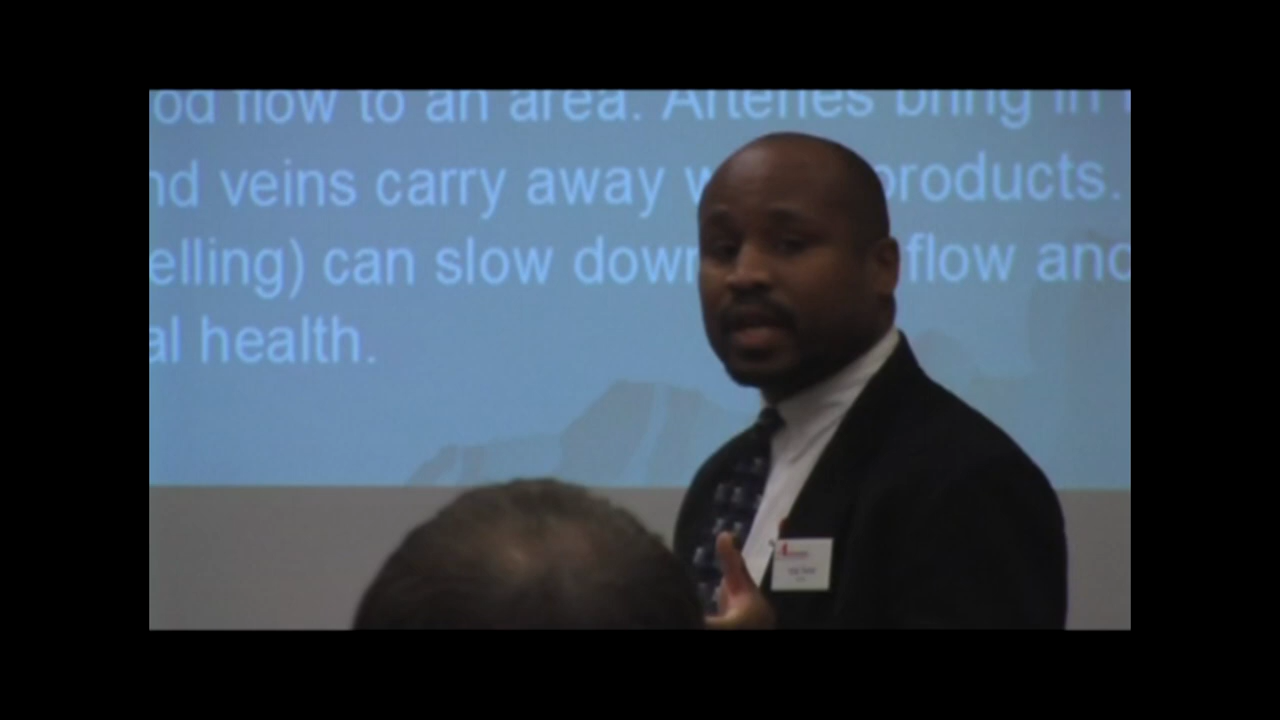 od flow to an area. Arteries bring in
nd veins carry away w products.
elling) can slow down flow and
al health.